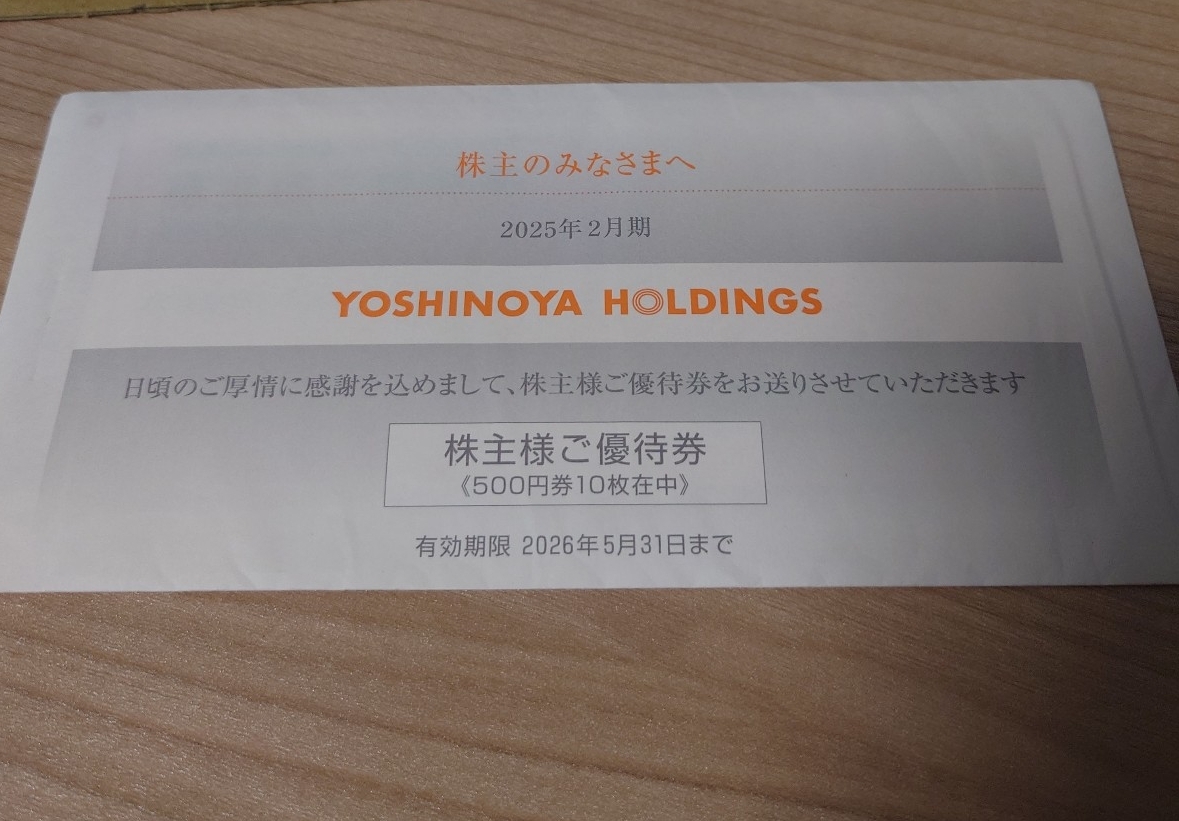 株主のみなさまへ
2025年2月期
YOSHINOYA HOLDINGS
日頃のご厚情に感謝を込めまして、株主様ご優待券をお送りさせていただきます
株主様ご優待券
《500円券10枚在中》
有効期限 2026年5月31日まで